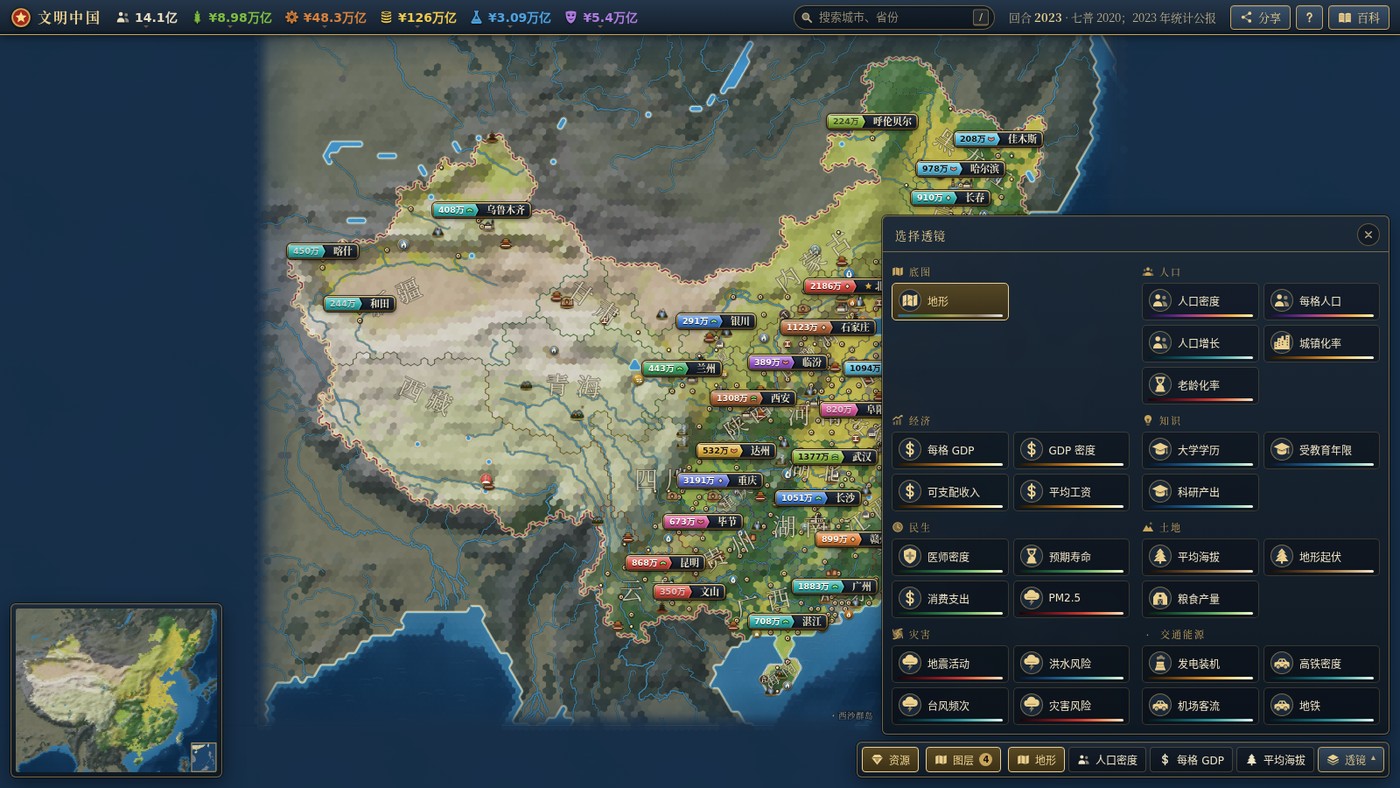 文明中国 14.1亿 ¥8.98万亿 ¥48.3万亿 ¥126万亿 ¥3.09万亿 ¥5.4万亿 搜索城市、省份 / 回合 2023 · 七普 2020；2023 年统计公报 分享 ? 百科
224万 呼伦贝尔
208万 佳木斯
978万 哈尔滨
910万 长春
408万 乌鲁木齐
450万 喀什
244万 和田
疆
内蒙古
2186万
291万 银川
1123万 石家庄
389万 临汾
443万 兰州
1094万
青海
西藏
1308万 西安
820万
陕西
河
532万 达州
1377万 武汉
湖北
四
3191万 重庆
1051万 长沙
673万 毕节
湖南
899万
贵州
868万 昆明
350万 文山
1883万 广州
云
广西
708万 湛江
西沙群岛
选择透镜
底图
地形
人口
人口密度 每格人口
人口增长 城镇化率
老龄化率
经济
每格 GDP GDP 密度
可支配收入 平均工资
知识
大学学历 受教育年限
科研产出
民生
医师密度 预期寿命
消费支出 PM2.5
土地
平均海拔 地形起伏
粮食产量
灾害
地震活动 洪水风险
台风频次 灾害风险
交通能源
发电装机 高铁密度
机场客流 地铁
资源 图层 4 地形 人口密度 每格 GDP 平均海拔 透镜